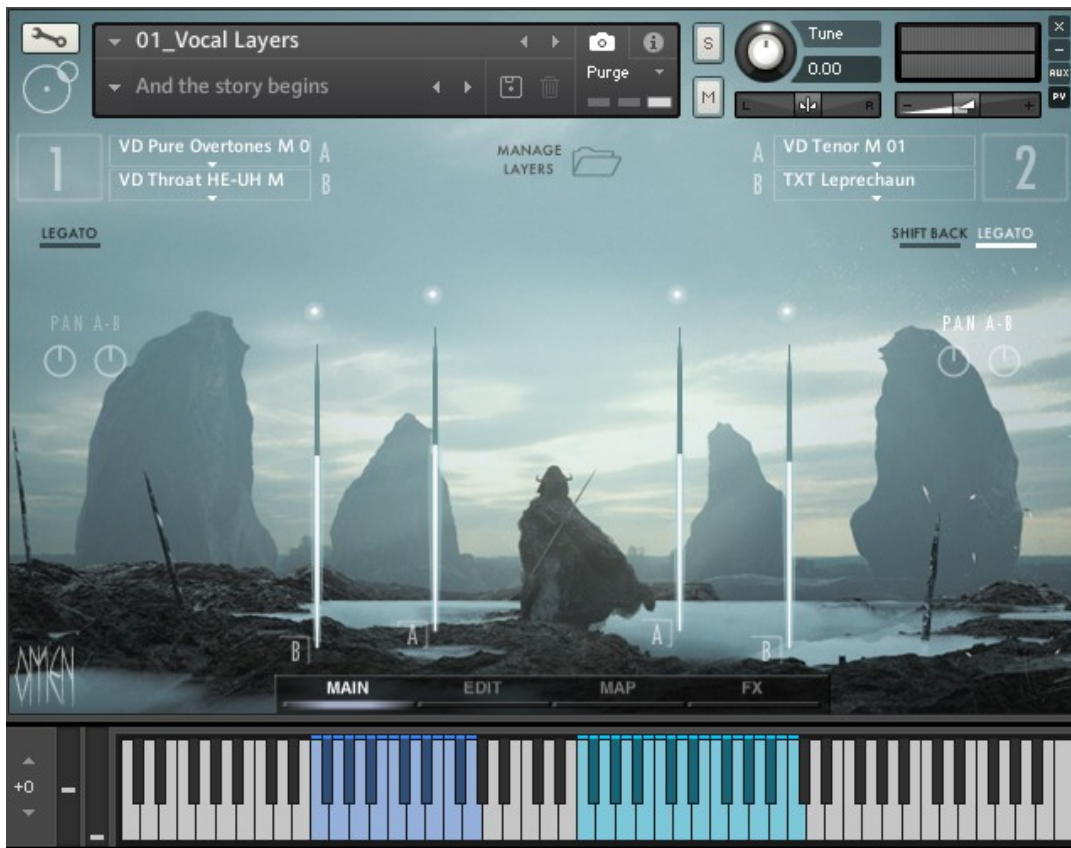 01_Vocal Layers
And the story begins
Purge
S
M
Tune
0.00
L R
- +
×
-
AUX
PV
1
VD Pure Overtones M 0 A
VD Throat HE-UH M B
MANAGE
LAYERS
A VD Tenor M 01
B TXT Leprechaun
2
LEGATO
SHIFT BACK LEGATO
PAN A-B
PAN A-B
B A A B
OMEN
MAIN EDIT MAP FX
+0